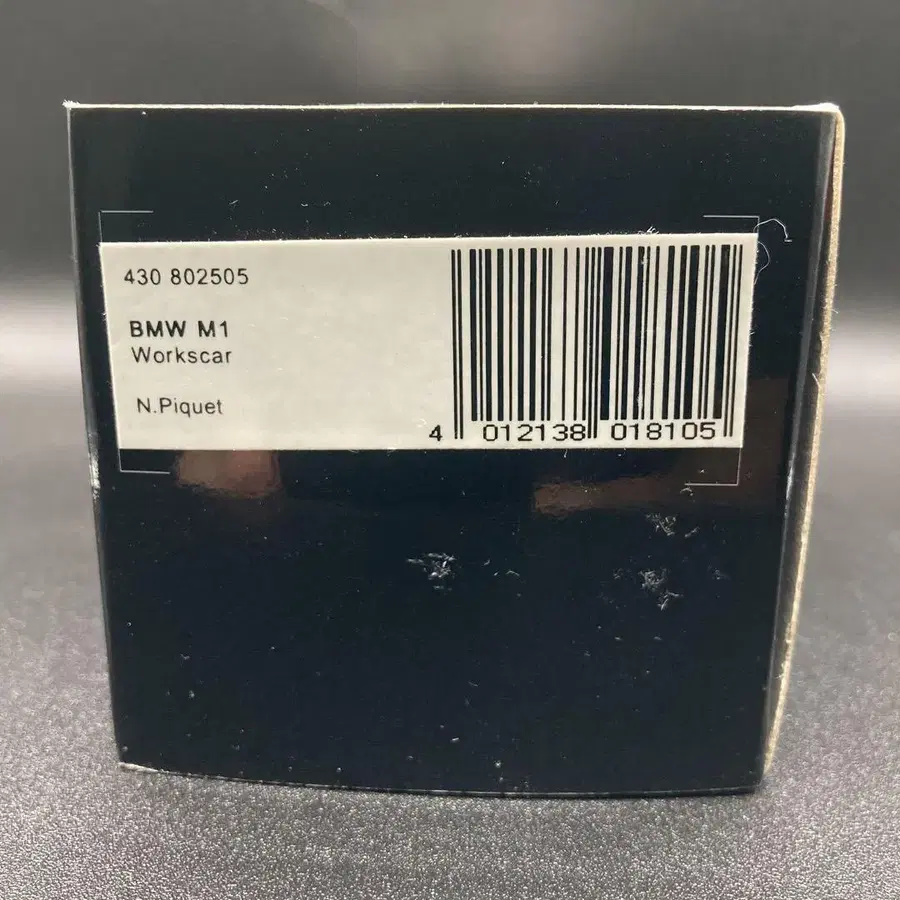 430 802505
BMW M1
Workscar
N.Piquet
4 012138 018105